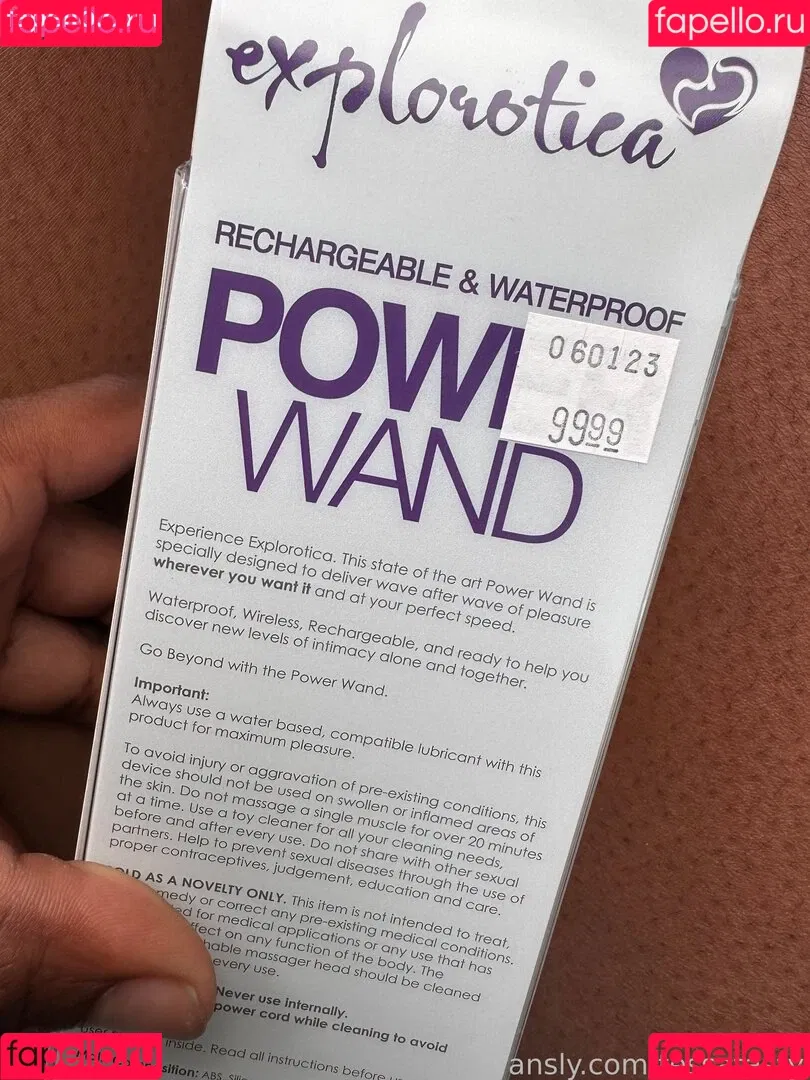 fapello.ru
fapello.ru
explorotica
RECHARGEABLE & WATERPROOF
060123
99.99
WAND
Experience Explorotica. This state of the art Power Wand is
specially designed to deliver wave after wave of pleasure
wherever you want it and at your perfect speed.
Waterproof, Wireless, Rechargeable, and ready to help you
discover new levels of intimacy alone and together.
Go Beyond with the Power Wand.
Important:
Always use a water based, compatible lubricant with this
product for maximum pleasure.
To avoid injury or aggravation of pre-existing conditions, this
device should not be used on swollen or inflamed areas of
the skin. Do not massage a single muscle for over 20 minutes
at a time. Use a toy cleaner for all your cleaning needs,
before and after every use. Do not share with other sexual
partners. Help to prevent sexual diseases through the use of
proper contraceptives, judgement, education and care.
AS A NOVELTY ONLY. This item is not intended to treat,
or correct any pre-existing medical conditions.
for medical applications or any use that has
on any function of the body. The
massager head should be cleaned
every use.
Never use internally.
power cord while cleaning to avoid
inside. Read all instructions before
ABS,
fapello.ru
fapello.ru